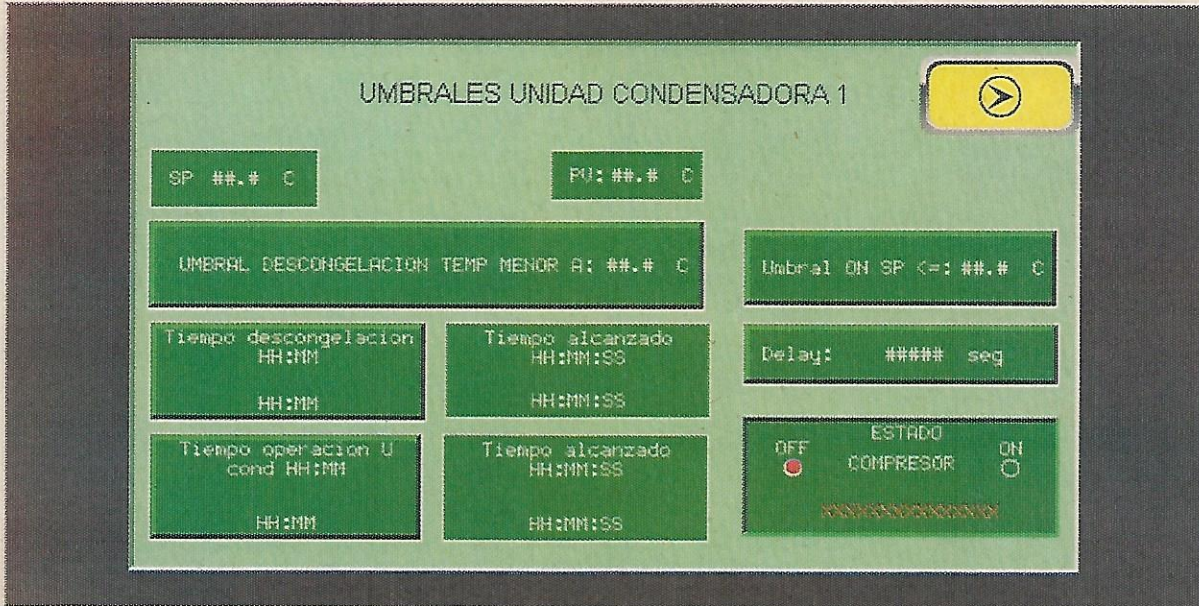 UMBRALES UNIDAD CONDENSADORA 1
SP ##.# C
PV: ##.# C
UMBRAL DESCONGELACION TEMP MENOR A: ##.# C
Umbral ON SP <=: ##.# C
Tiempo descongelacion
HH:MM
HH:MM
Tiempo alcanzado
HH:MM:SS
HH:MM:SS
Delay: ##### seg
Tiempo operacion U
cond HH:MM
HH:MM
Tiempo alcanzado
HH:MM:SS
HH:MM:SS
ESTADO
COMPRESOR
OFF
ON